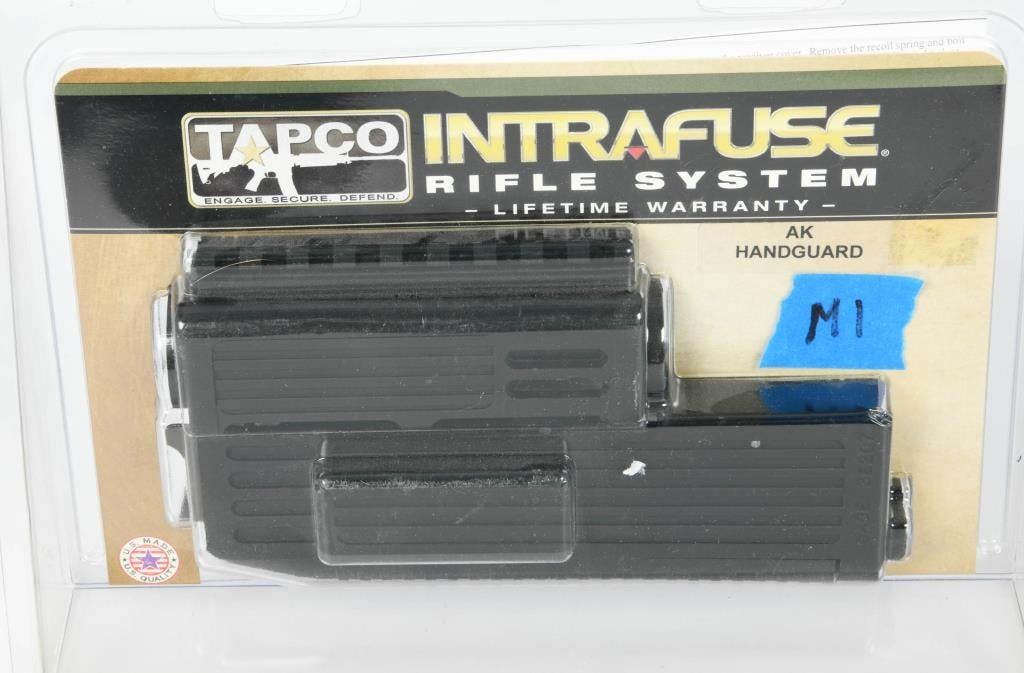 cover. Remove the recoil spring and bolt
TAPCO
ENGAGE. SECURE. DEFEND.
INTRAFUSE®
RIFLE SYSTEM
– LIFETIME WARRANTY –
AK
HANDGUARD
M1
U.S. MADE
U.S. QUALITY